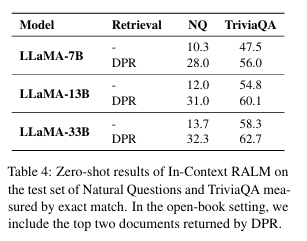 Model Retrieval NQ TriviaQA
LLaMA-7B - 10.3 47.5
DPR 28.0 56.0
LLaMA-13B - 12.0 54.8
DPR 31.0 60.1
LLaMA-33B - 13.7 58.3
DPR 32.3 62.7
Table 4: Zero-shot results of In-Context RALM on
the test set of Natural Questions and TriviaQA mea-
sured by exact match. In the open-book setting, we
include the top two documents returned by DPR.